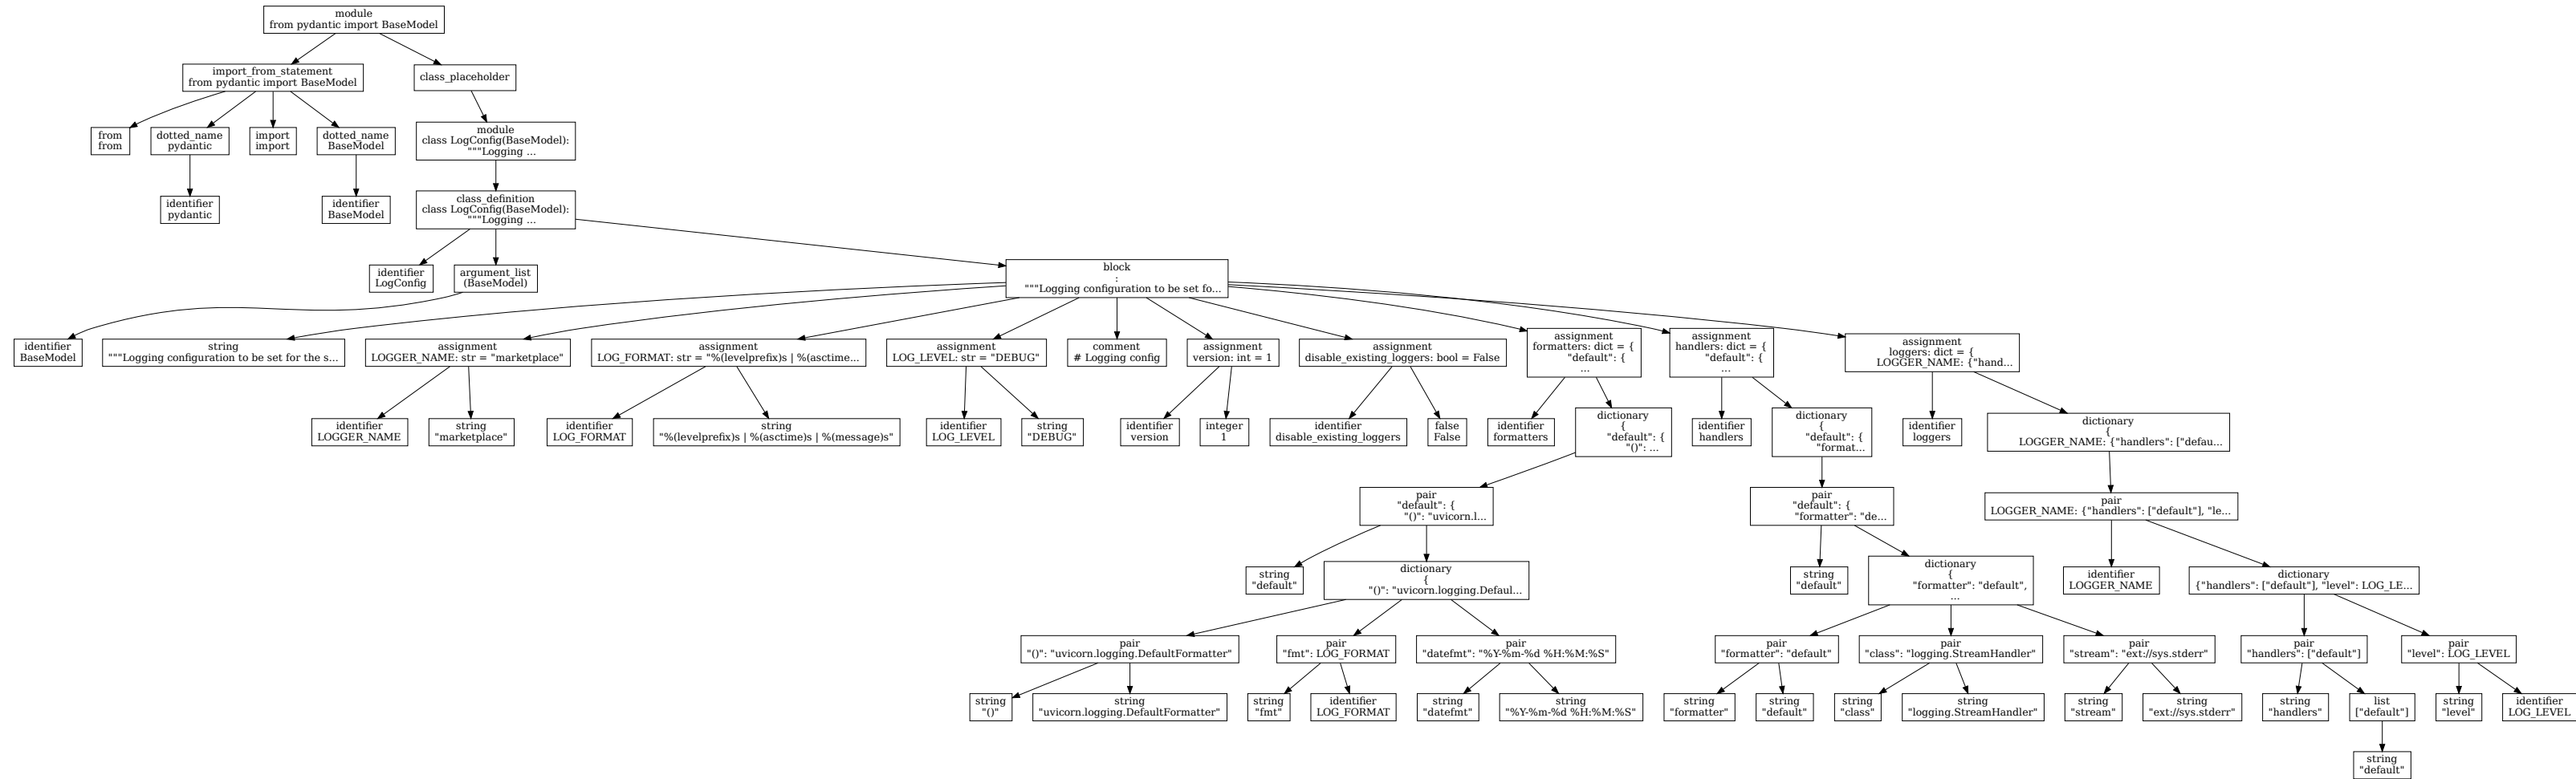 module
from pydantic import BaseModel
import_from_statement
from pydantic import BaseModel
class_placeholder
from
from
dotted_name
pydantic
import
import
dotted_name
BaseModel
module
class LogConfig(BaseModel):
"""Logging ...
identifier
pydantic
identifier
BaseModel
class_definition
class LogConfig(BaseModel):
"""Logging ...
identifier
LogConfig
argument_list
(BaseModel)
block
:
"""Logging configuration to be set fo...
identifier
BaseModel
string
"""Logging configuration to be set for the s...
assignment
LOGGER_NAME: str = "marketplace"
assignment
LOG_FORMAT: str = "%(levelprefix)s | %(asctime...
assignment
LOG_LEVEL: str = "DEBUG"
comment
# Logging config
assignment
version: int = 1
assignment
disable_existing_loggers: bool = False
assignment
formatters: dict = {
"default": {
...
assignment
handlers: dict = {
"default": {
...
assignment
loggers: dict = {
LOGGER_NAME: {"hand...
identifier
LOGGER_NAME
string
"marketplace"
identifier
LOG_FORMAT
string
"%(levelprefix)s | %(asctime)s | %(message)s"
identifier
LOG_LEVEL
string
"DEBUG"
identifier
version
integer
1
identifier
disable_existing_loggers
false
False
identifier
formatters
dictionary
{
"default": {
"()": ...
identifier
handlers
dictionary
{
"default": {
"format...
identifier
loggers
dictionary
{
LOGGER_NAME: {"handlers": ["defau...
pair
"default": {
"()": "uvicorn.l...
pair
"default": {
"formatter": "de...
pair
LOGGER_NAME: {"handlers": ["default"], "le...
string
"default"
dictionary
{
"()": "uvicorn.logging.Defaul...
string
"default"
dictionary
{
"formatter": "default",
...
identifier
LOGGER_NAME
dictionary
{"handlers": ["default"], "level": LOG_LE...
pair
"()": "uvicorn.logging.DefaultFormatter"
pair
"fmt": LOG_FORMAT
pair
"datefmt": "%Y-%m-%d %H:%M:%S"
pair
"formatter": "default"
pair
"class": "logging.StreamHandler"
pair
"stream": "ext://sys.stderr"
pair
"handlers": ["default"]
pair
"level": LOG_LEVEL
string
"()"
string
"uvicorn.logging.DefaultFormatter"
string
"fmt"
identifier
LOG_FORMAT
string
"datefmt"
string
"%Y-%m-%d %H:%M:%S"
string
"formatter"
string
"default"
string
"class"
string
"logging.StreamHandler"
string
"stream"
string
"ext://sys.stderr"
string
"handlers"
list
["default"]
string
"level"
identifier
LOG_LEVEL
string
"default"